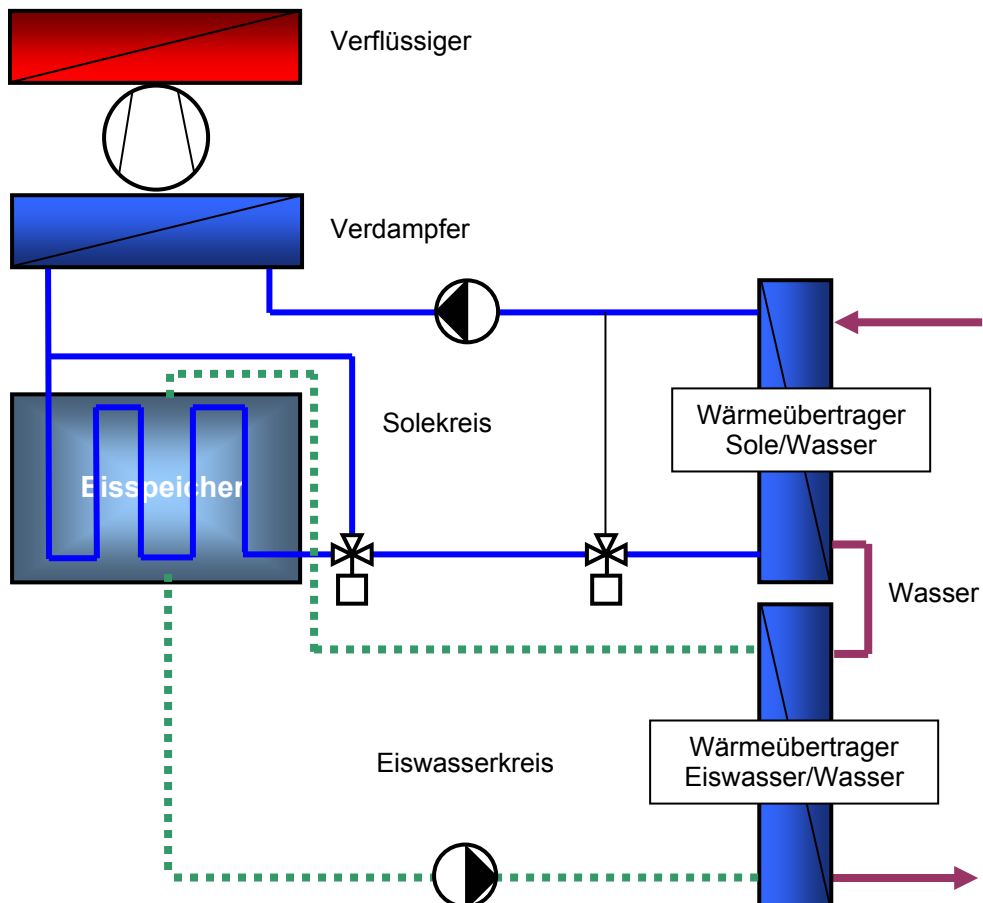 Verflüssiger
Verdampfer
Solekreis
Wärmeübertrager
Sole/Wasser
Eisspeicher
Wasser
Eiswasserkreis
Wärmeübertrager
Eiswasser/Wasser